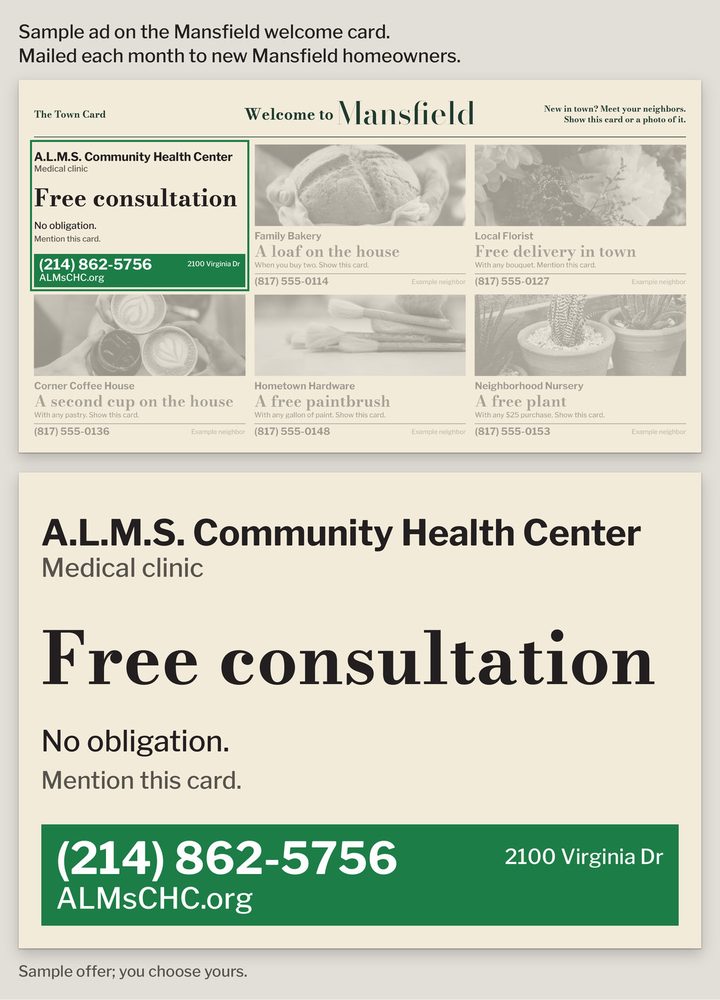 Sample ad on the Mansfield welcome card.
Mailed each month to new Mansfield homeowners.
The Town Card
Welcome to Mansfield
New in town? Meet your neighbors.
Show this card or a photo of it.
A.L.M.S. Community Health Center
Medical clinic
Free consultation
No obligation.
Mention this card.
(214) 862-5756
2100 Virginia Dr
ALMsCHC.org
Family Bakery
A loaf on the house
When you buy two. Show this card.
(817) 555-0114
Example neighbor
Local Florist
Free delivery in town
With any bouquet. Mention this card.
(817) 555-0127
Example neighbor
Corner Coffee House
A second cup on the house
With any pastry. Show this card.
(817) 555-0136
Example neighbor
Hometown Hardware
A free paintbrush
With any gallon of paint. Show this card.
(817) 555-0148
Example neighbor
Neighborhood Nursery
A free plant
With any $25 purchase. Show this card.
(817) 555-0153
Example neighbor
A.L.M.S. Community Health Center
Medical clinic
Free consultation
No obligation.
Mention this card.
(214) 862-5756
2100 Virginia Dr
ALMsCHC.org
Sample offer; you choose yours.